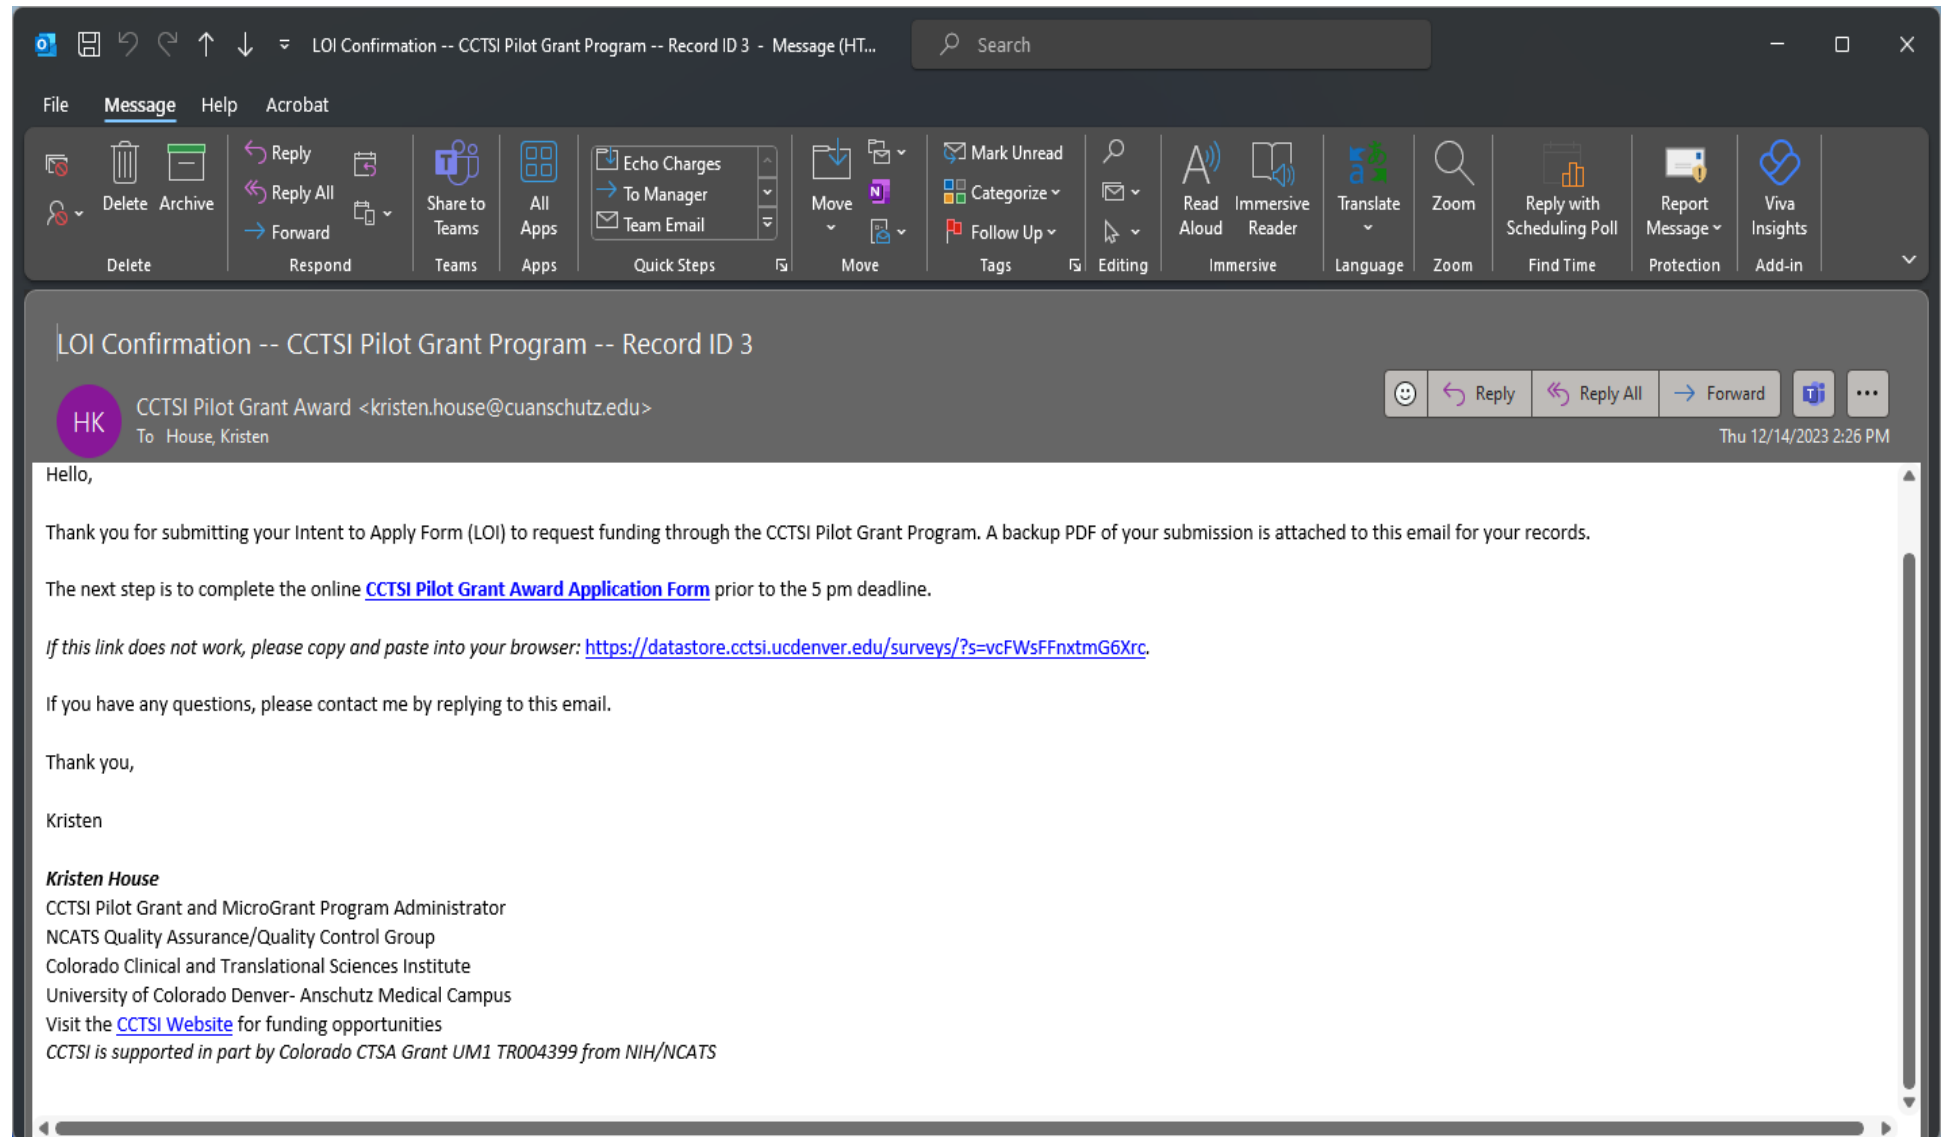 LOI Confirmation -- CCTSI Pilot Grant Program -- Record ID 3 - Message (HT...
Search
File Message Help Acrobat
Delete
Archive
Delete
Reply
Reply All
Forward
Respond
Share to
Teams
Teams
All
Apps
Apps
Echo Charges
To Manager
Team Email
Quick Steps
Move
Move
Mark Unread
Categorize
Follow Up
Tags
Editing
Read
Aloud
Immersive
Reader
Immersive
Translate
Language
Zoom
Zoom
Reply with
Scheduling Poll
Find Time
Report
Message
Protection
Viva
Insights
Add-in
LOI Confirmation -- CCTSI Pilot Grant Program -- Record ID 3
HK
CCTSI Pilot Grant Award <kristen.house@cuanschutz.edu>
To House, Kristen
Reply
Reply All
Forward
Thu 12/14/2023 2:26 PM
Hello,
Thank you for submitting your Intent to Apply Form (LOI) to request funding through the CCTSI Pilot Grant Program. A backup PDF of your submission is attached to this email for your records.
The next step is to complete the online CCTSI Pilot Grant Award Application Form prior to the 5 pm deadline.
If this link does not work, please copy and paste into your browser: https://datastore.cctsi.ucdenver.edu/surveys/?s=vcFWsFFnxtmG6Xrc.
If you have any questions, please contact me by replying to this email.
Thank you,
Kristen
Kristen House
CCTSI Pilot Grant and MicroGrant Program Administrator
NCATS Quality Assurance/Quality Control Group
Colorado Clinical and Translational Sciences Institute
University of Colorado Denver- Anschutz Medical Campus
Visit the CCTSI Website for funding opportunities
CCTSI is supported in part by Colorado CTSA Grant UM1 TR004399 from NIH/NCATS